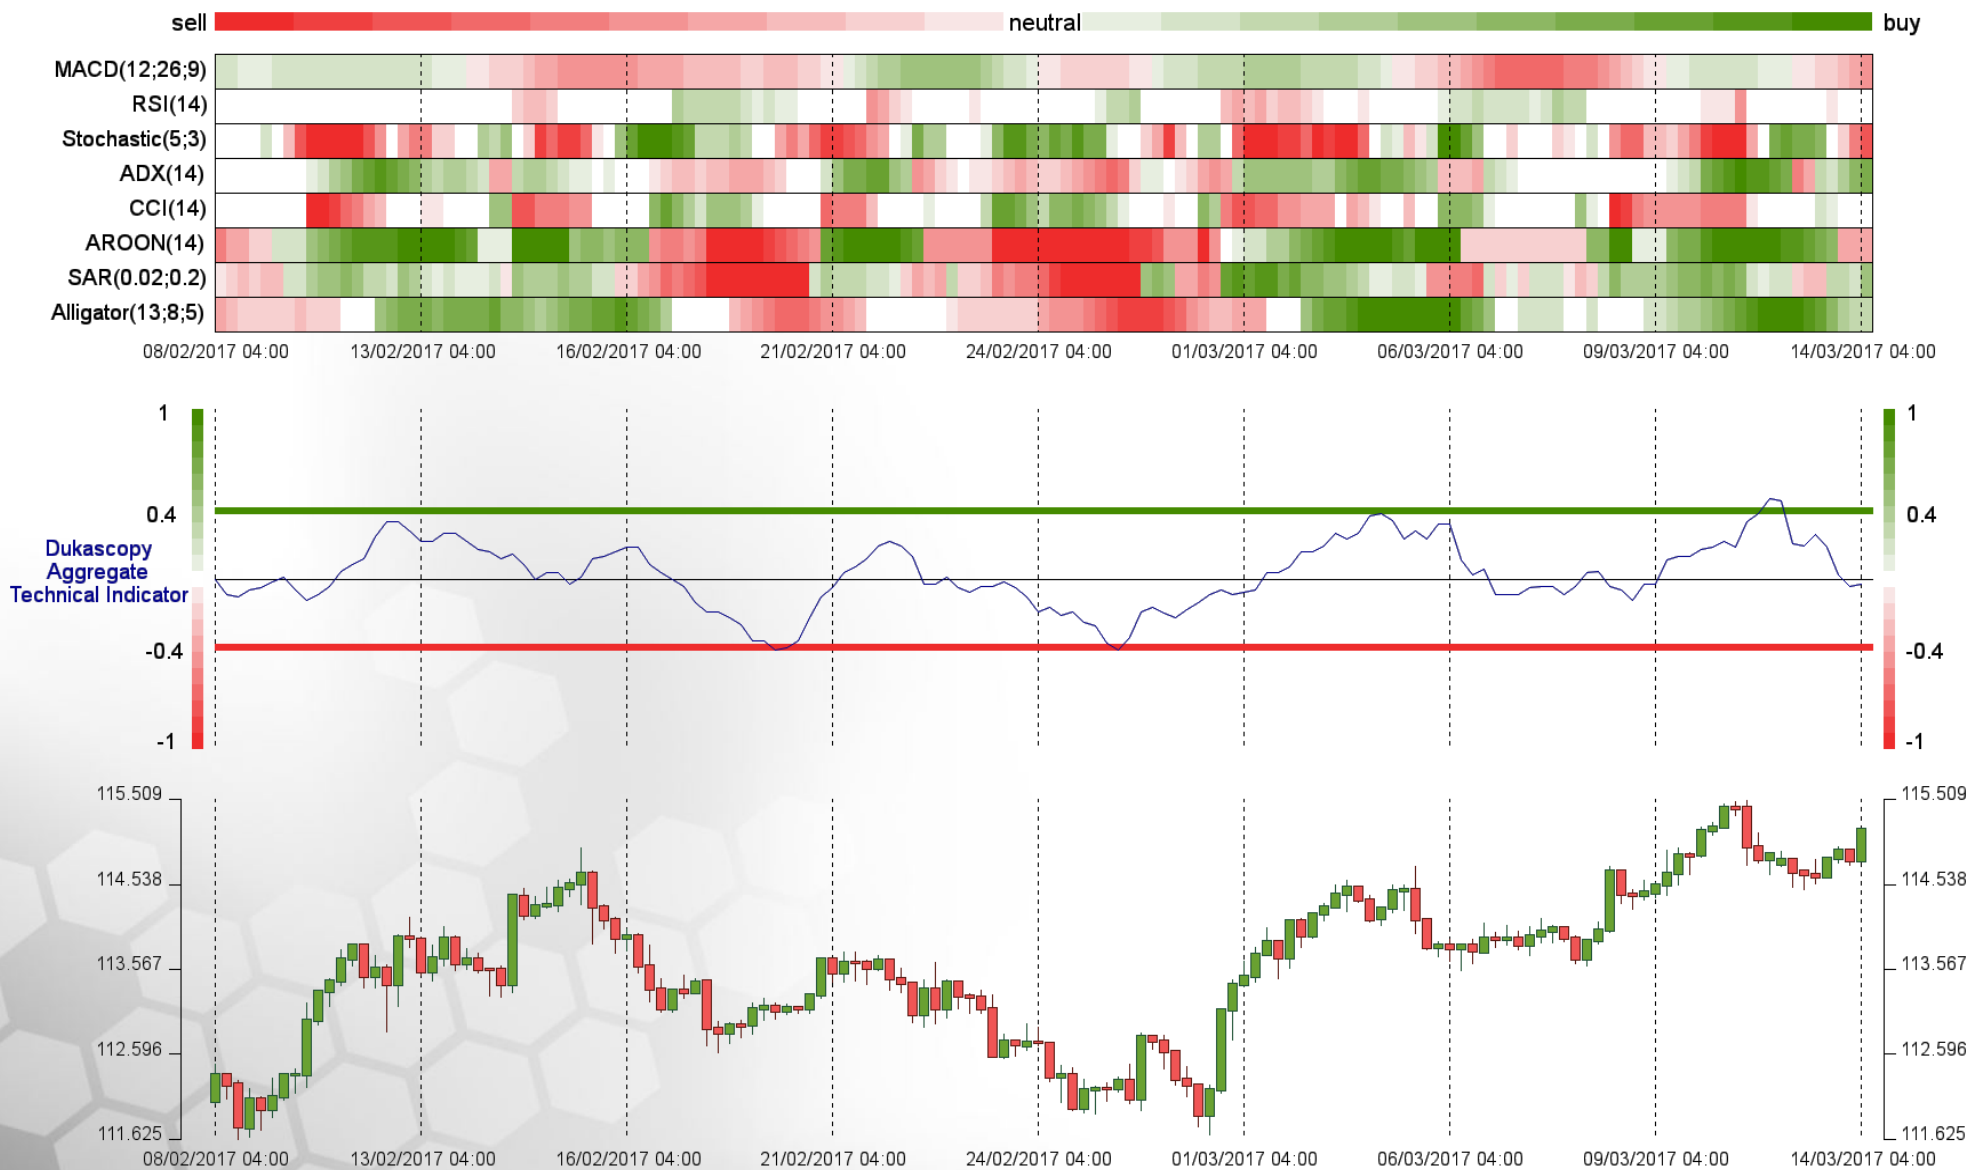 sell neutral buy
MACD(12;26;9)
RSI(14)
Stochastic(5;3)
ADX(14)
CCI(14)
AROON(14)
SAR(0.02;0.2)
Alligator(13;8;5)
08/02/2017 04:00 13/02/2017 04:00 16/02/2017 04:00 21/02/2017 04:00 24/02/2017 04:00 01/03/2017 04:00 06/03/2017 04:00 09/03/2017 04:00 14/03/2017 04:00
1 1
0.4 0.4
Dukascopy
Aggregate
Technical Indicator
-0.4 -0.4
-1 -1
115.509 115.509
114.538 114.538
113.567 113.567
112.596 112.596
111.625 111.625
08/02/2017 04:00 13/02/2017 04:00 16/02/2017 04:00 21/02/2017 04:00 24/02/2017 04:00 01/03/2017 04:00 06/03/2017 04:00 09/03/2017 04:00 14/03/2017 04:00